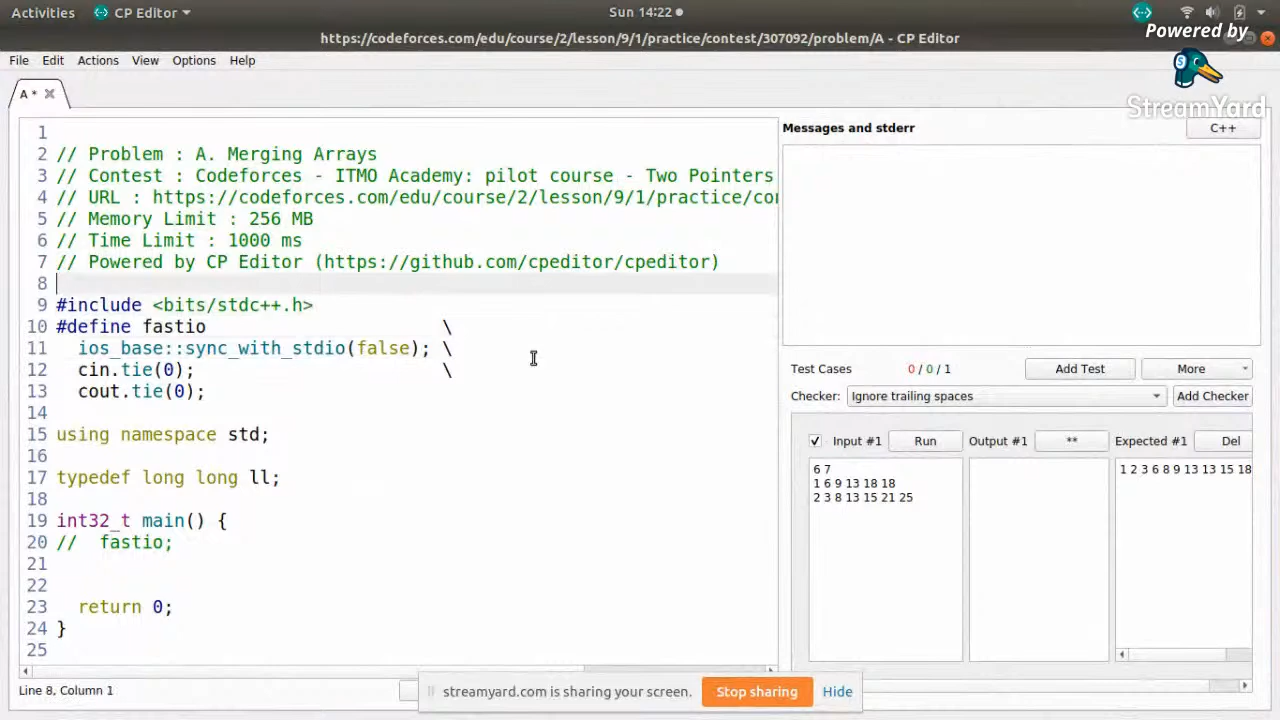 Activities CP Editor Sun 14:22
Powered by
StreamYard
https://codeforces.com/edu/course/2/lesson/9/1/practice/contest/307092/problem/A - CP Editor
File Edit Actions View Options Help
A *
1
2 // Problem : A. Merging Arrays
3 // Contest : Codeforces - ITMO Academy: pilot course - Two Pointers
4 // URL : https://codeforces.com/edu/course/2/lesson/9/1/practice/con
5 // Memory Limit : 256 MB
6 // Time Limit : 1000 ms
7 // Powered by CP Editor (https://github.com/cpeditor/cpeditor)
8
9 #include <bits/stdc++.h>
10 #define fastio \
11 ios_base::sync_with_stdio(false); \
12 cin.tie(0); \
13 cout.tie(0);
14
15 using namespace std;
16
17 typedef long long ll;
18
19 int32_t main() {
20 // fastio;
21
22
23 return 0;
24 }
25
Line 8, Column 1
Messages and stderr C++
Test Cases 0 / 0 / 1 Add Test More
Checker: Ignore trailing spaces Add Checker
Input #1 Run Output #1 ** Expected #1 Del
6 7
1 6 9 13 18 18
2 3 8 13 15 21 25
1 2 3 6 8 9 13 13 15 18
streamyard.com is sharing your screen. Stop sharing Hide